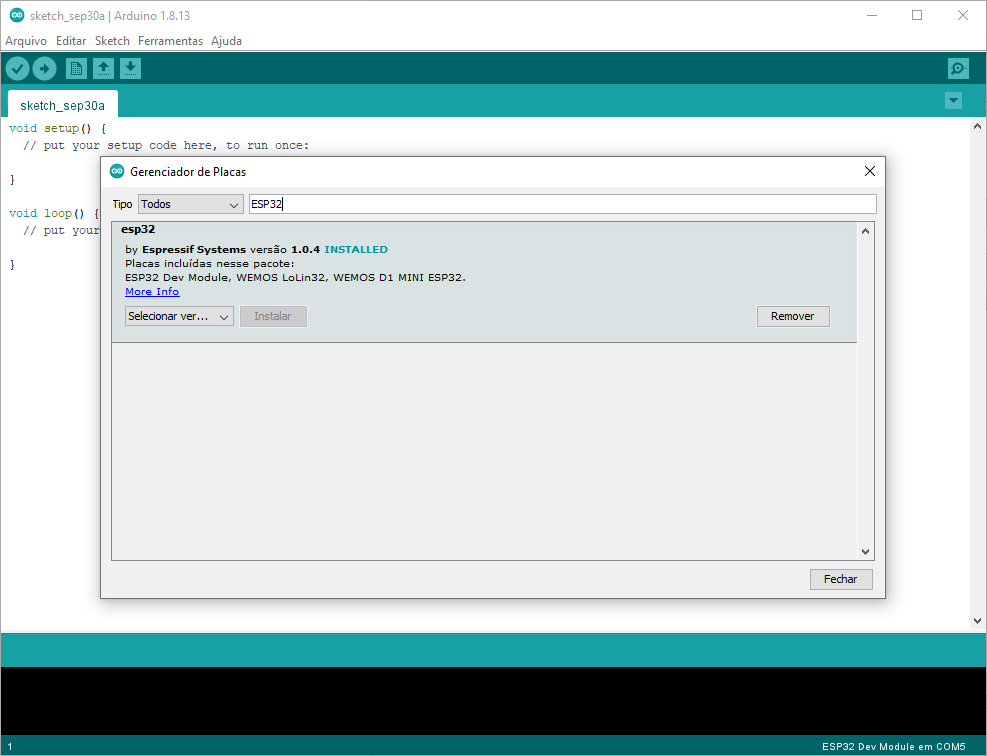 sketch_sep30a | Arduino 1.8.13
Arquivo Editar Sketch Ferramentas Ajuda
sketch_sep30a
void setup() {
// put your setup code here, to run once:
}
void loop() {
// put your
}
Gerenciador de Placas
Tipo Todos ESP32
esp32
by Espressif Systems versão 1.0.4 INSTALLED
Placas incluídas nesse pacote:
ESP32 Dev Module, WEMOS LoLin32, WEMOS D1 MINI ESP32.
More Info
Selecionar ver... Instalar Remover
Fechar
1 ESP32 Dev Module em COM5